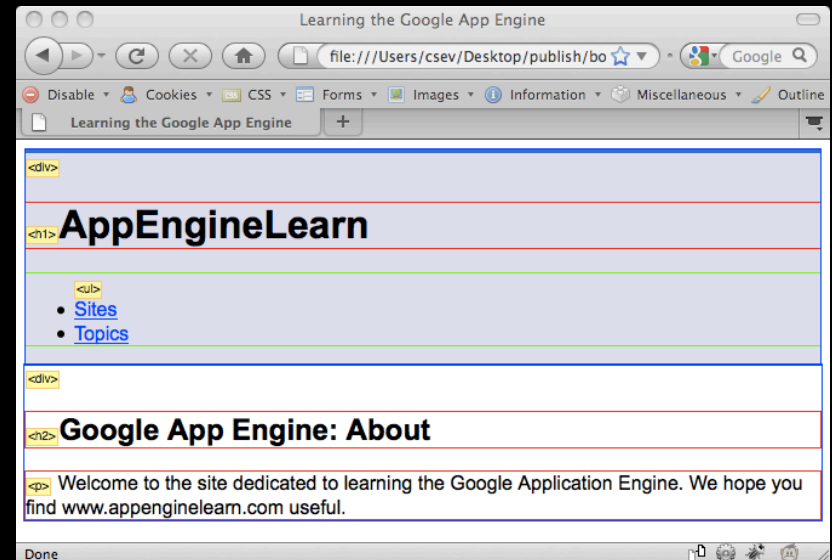 Learning the Google App Engine
file:///Users/csev/Desktop/publish/bo Google
Disable Cookies CSS Forms Images Information Miscellaneous Outline
Learning the Google App Engine +
<div>
<h1> AppEngineLearn
<ul>
• Sites
• Topics
<div>
<h2> Google App Engine: About
<p> Welcome to the site dedicated to learning the Google Application Engine. We hope you
find www.appenginelearn.com useful.
Done